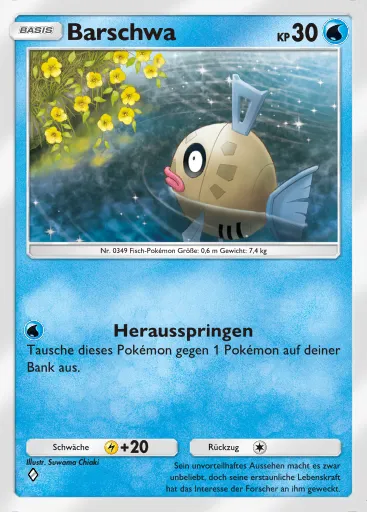 BASIS Barschwa KP 30
Nr. 0349 Fisch-Pokémon Größe: 0,6 m Gewicht: 7,4 kg
Herausspringen
Tausche dieses Pokémon gegen 1 Pokémon auf deiner
Bank aus.
Schwäche +20 Rückzug
Illustr. Suwama Chiaki
Sein unvorteilhaftes Aussehen macht es zwar
unbeliebt, doch seine erstaunliche Lebenskraft
hat das Interesse der Forscher an ihm geweckt.